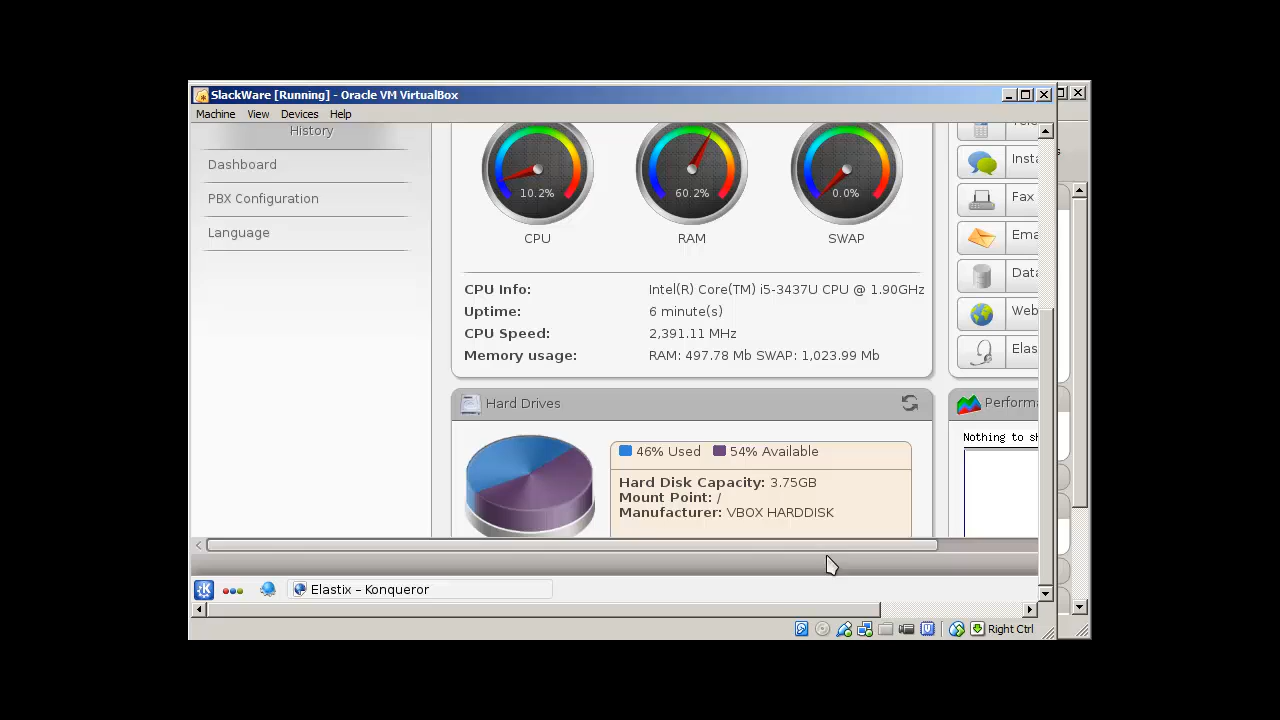 SlackWare [Running] - Oracle VM VirtualBox
Machine View Devices Help
History
Dashboard
PBX Configuration
Language
10.2% 60.2% 0.0%
CPU RAM SWAP
CPU Info: Intel(R) Core(TM) i5-3437U CPU @ 1.90GHz
Uptime: 6 minute(s)
CPU Speed: 2,391.11 MHz
Memory usage: RAM: 497.78 Mb SWAP: 1,023.99 Mb
Insta
Fax
Ema
Data
Web
Elas
Hard Drives
46% Used 54% Available
Hard Disk Capacity: 3.75GB
Mount Point: /
Manufacturer: VBOX HARDDISK
Performa
Nothing to sh
Elastix – Konqueror
Right Ctrl